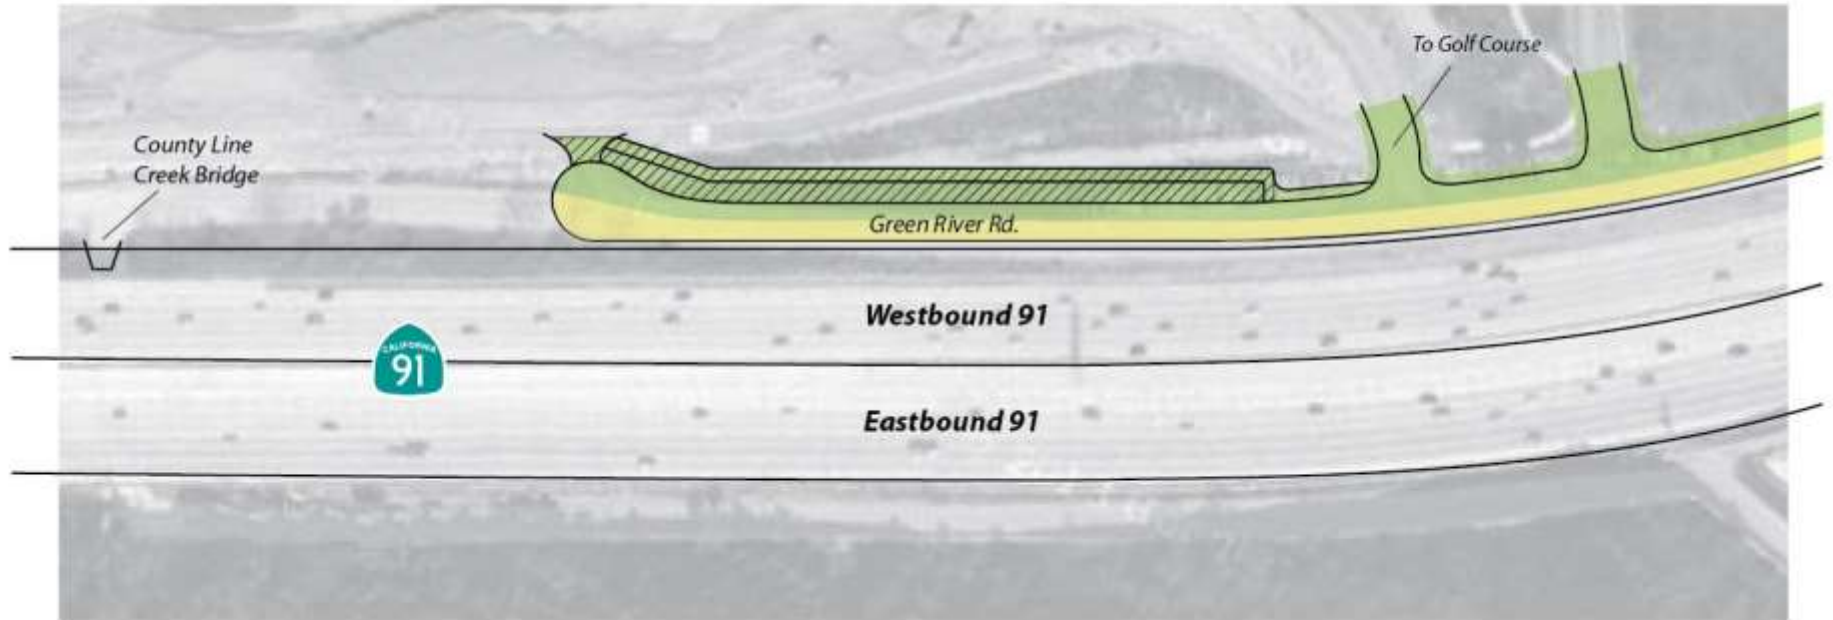 To Golf Course
County Line
Creek Bridge
Green River Rd.
Westbound 91
CALIFORNIA
91
Eastbound 91